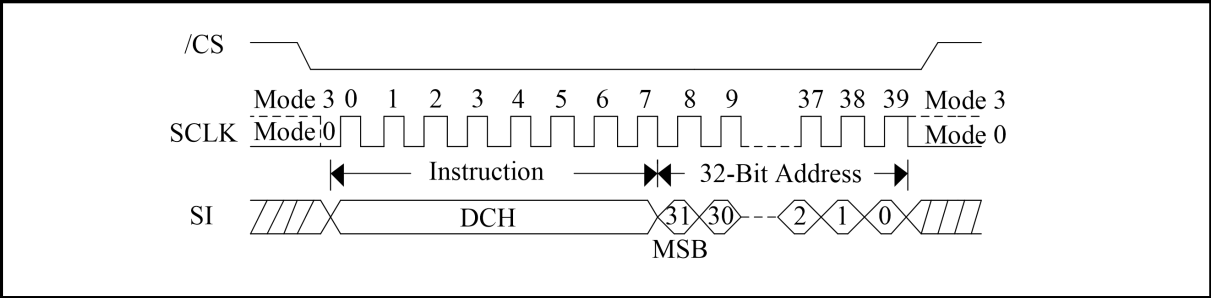 /CS
Mode 3 0 1 2 3 4 5 6 7 8 9 37 38 39 Mode 3
SCLK Mode 0 Mode 0
Instruction 32-Bit Address
SI DCH 31 30 2 1 0
MSB